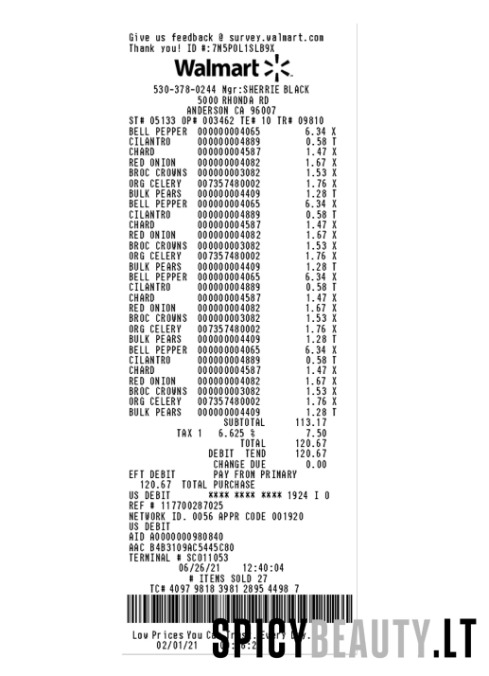 Give us feedback @ survey.walmart.com
Thank you! ID #:7N5P0L1SLB9X
Walmart
530-378-0244 Mgr:SHERRIE BLACK
5000 RHONDA RD
ANDERSON CA 96007
ST# 05133 OP# 003462 TE# 10 TR# 09810
BELL PEPPER 000000004065 6.34 X
CILANTRO 000000004889 0.58 T
CHARD 000000004587 1.47 X
RED ONION 000000004082 1.67 X
BROC CROWNS 000000003082 1.53 X
ORG CELERY 007357480002 1.76 X
BULK PEARS 000000004409 1.28 T
BELL PEPPER 000000004065 6.34 X
CILANTRO 000000004889 0.58 T
CHARD 000000004587 1.47 X
RED ONION 000000004082 1.67 X
BROC CROWNS 000000003082 1.53 X
ORG CELERY 007357480002 1.76 X
BULK PEARS 000000004409 1.28 T
BELL PEPPER 000000004065 6.34 X
CILANTRO 000000004889 0.58 T
CHARD 000000004587 1.47 X
RED ONION 000000004082 1.67 X
BROC CROWNS 000000003082 1.53 X
ORG CELERY 007357480002 1.76 X
BULK PEARS 000000004409 1.28 T
BELL PEPPER 000000004065 6.34 X
CILANTRO 000000004889 0.58 T
CHARD 000000004587 1.47 X
RED ONION 000000004082 1.67 X
BROC CROWNS 000000003082 1.53 X
ORG CELERY 007357480002 1.76 X
BULK PEARS 000000004409 1.28 T
SUBTOTAL 113.17
TAX 1 6.625 % 7.50
TOTAL 120.67
DEBIT TEND 120.67
CHANGE DUE 0.00
EFT DEBIT PAY FROM PRIMARY
120.67 TOTAL PURCHASE
US DEBIT **** **** **** 1924 I 0
REF # 117700287025
NETWORK ID. 0056 APPR CODE 001920
US DEBIT
AID A0000000980840
AAC B4B3109AC5445C80
TERMINAL # SC011053
06/26/21 12:40:04
# ITEMS SOLD 27
TC# 4097 9818 3981 2895 4498 7
Low Prices You Can Trust. Every Day.
02/01/21
SPICYBEAUTY.LT